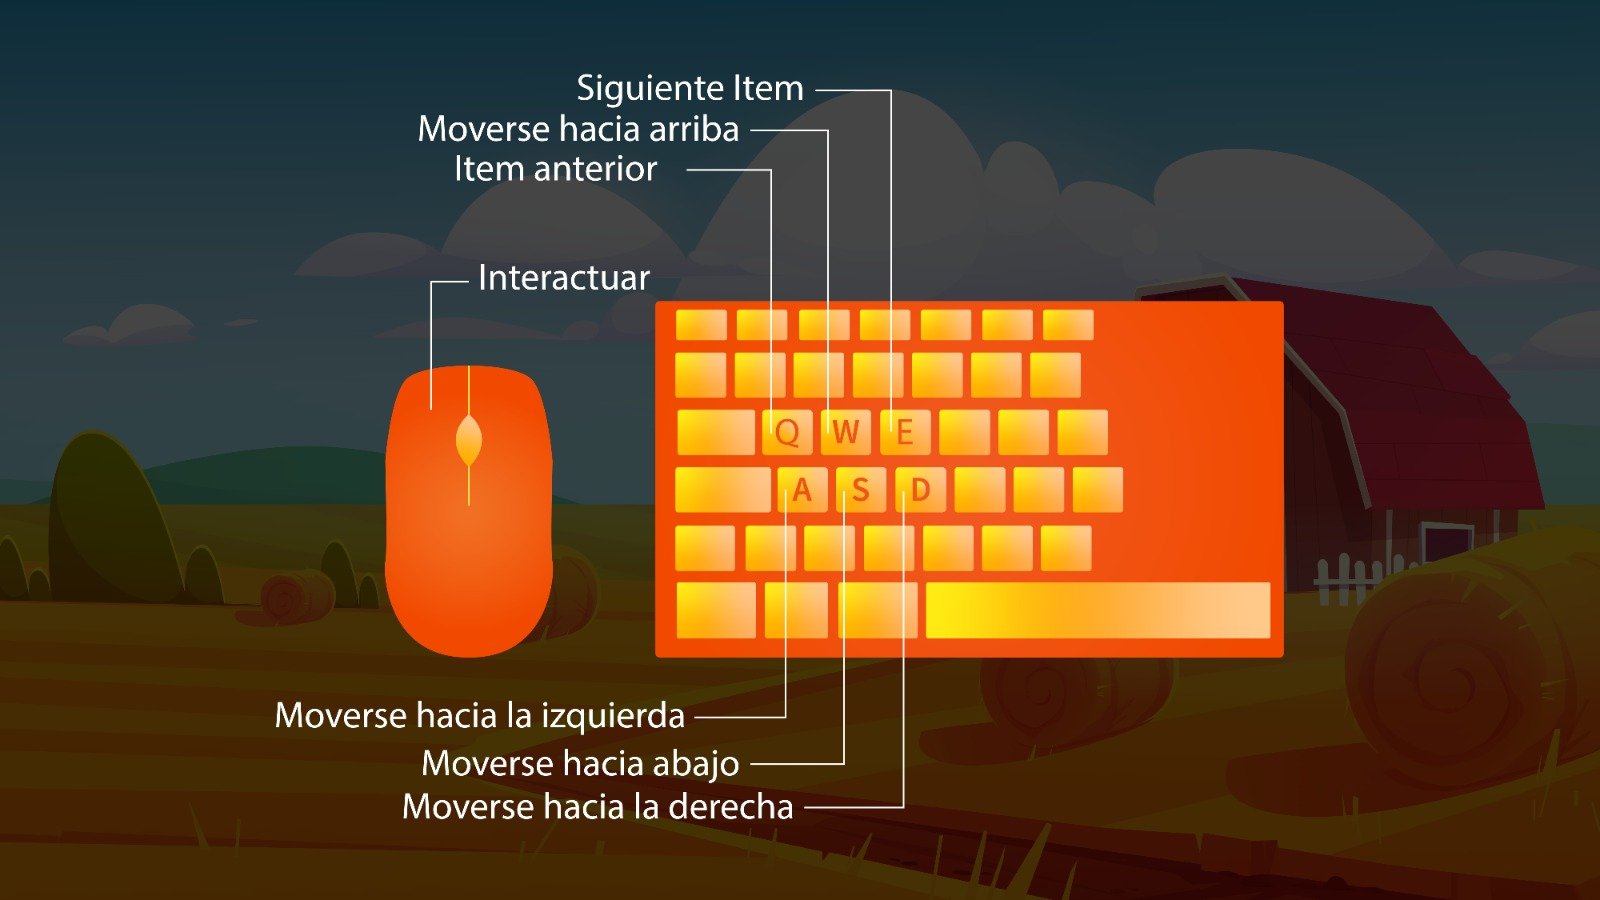 Siguiente Item
Moverse hacia arriba
Item anterior
Interactuar
Q W E
A S D
Moverse hacia la izquierda
Moverse hacia abajo
Moverse hacia la derecha